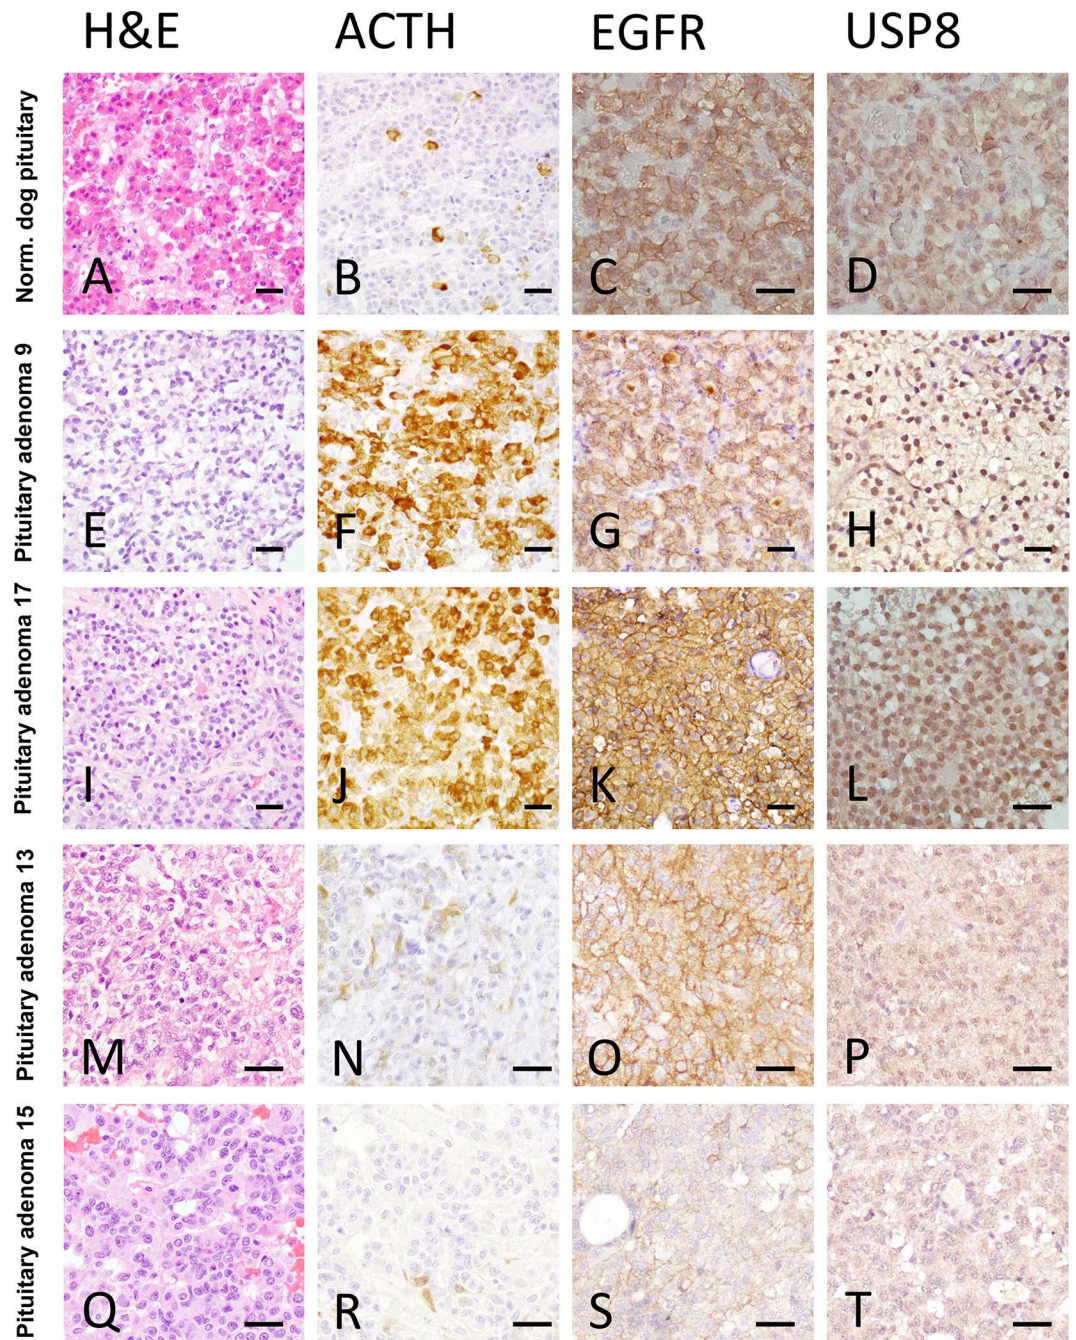 H&E ACTH EGFR USP8
Norm. dog pituitary
A B C D
Pituitary adenoma 9
E F G H
Pituitary adenoma 17
I J K L
Pituitary adenoma 13
M N O P
Pituitary adenoma 15
Q R S T